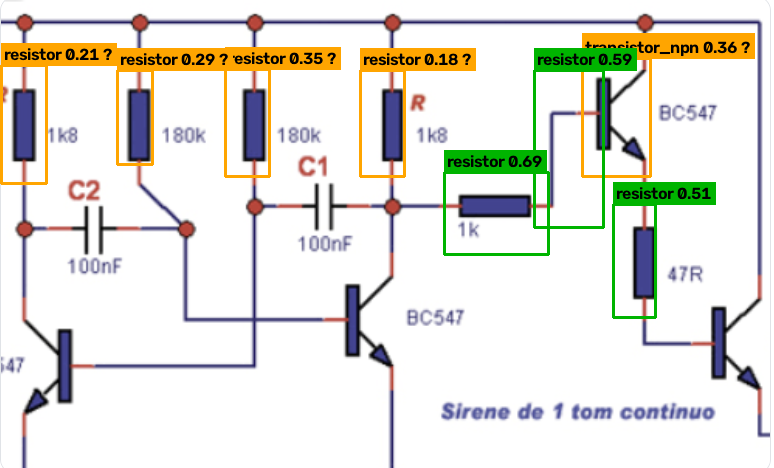 resistor 0.21 ?
resistor 0.29 ?
resistor 0.35 ?
resistor 0.18 ?
transistor_npn 0.36 ?
resistor 0.59
R
BC547
1k8
180k
180k
1k8
C1
resistor 0.69
C2
resistor 0.51
1k
100nF
100nF
47R
BC547
547
Sirene de 1 tom continuo